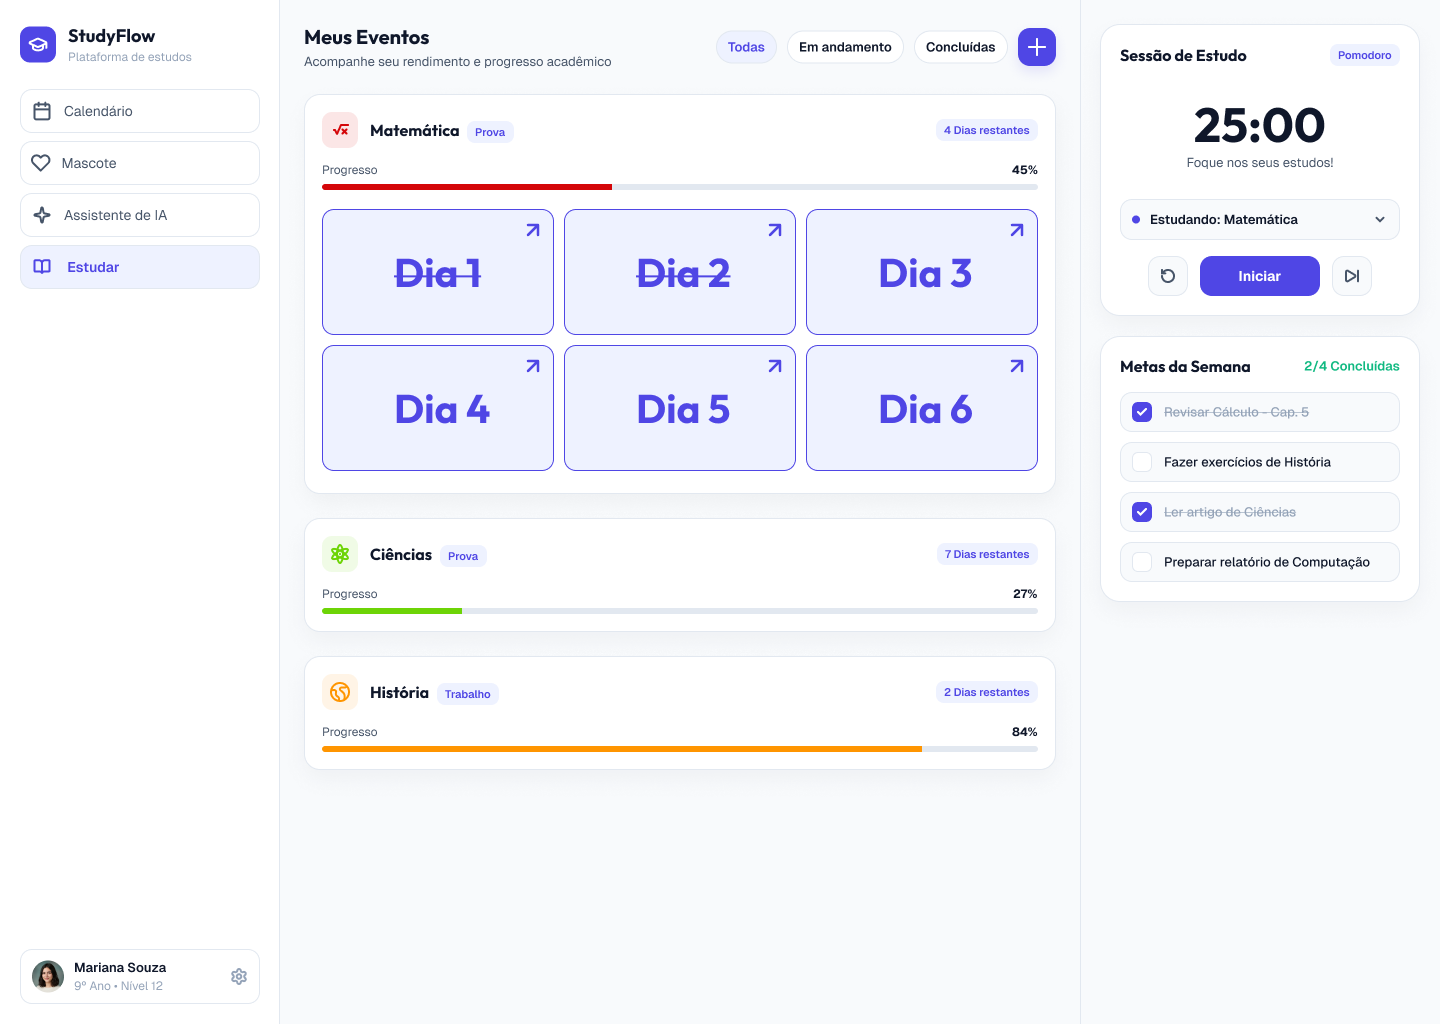 StudyFlow
Plataforma de estudos
Calendário
Mascote
Assistente de IA
Estudar
Mariana Souza
9º Ano • Nível 12
Meus Eventos
Acompanhe seu rendimento e progresso acadêmico
Todas
Em andamento
Concluídas
Matemática
Prova
4 Dias restantes
Progresso
45%
Dia 1
Dia 2
Dia 3
Dia 4
Dia 5
Dia 6
Ciências
Prova
7 Dias restantes
Progresso
27%
História
Trabalho
2 Dias restantes
Progresso
84%
Sessão de Estudo
Pomodoro
25:00
Foque nos seus estudos!
Estudando: Matemática
Iniciar
Metas da Semana
2/4 Concluídas
Revisar Cálculo - Cap. 5
Fazer exercícios de História
Ler artigo de Ciências
Preparar relatório de Computação